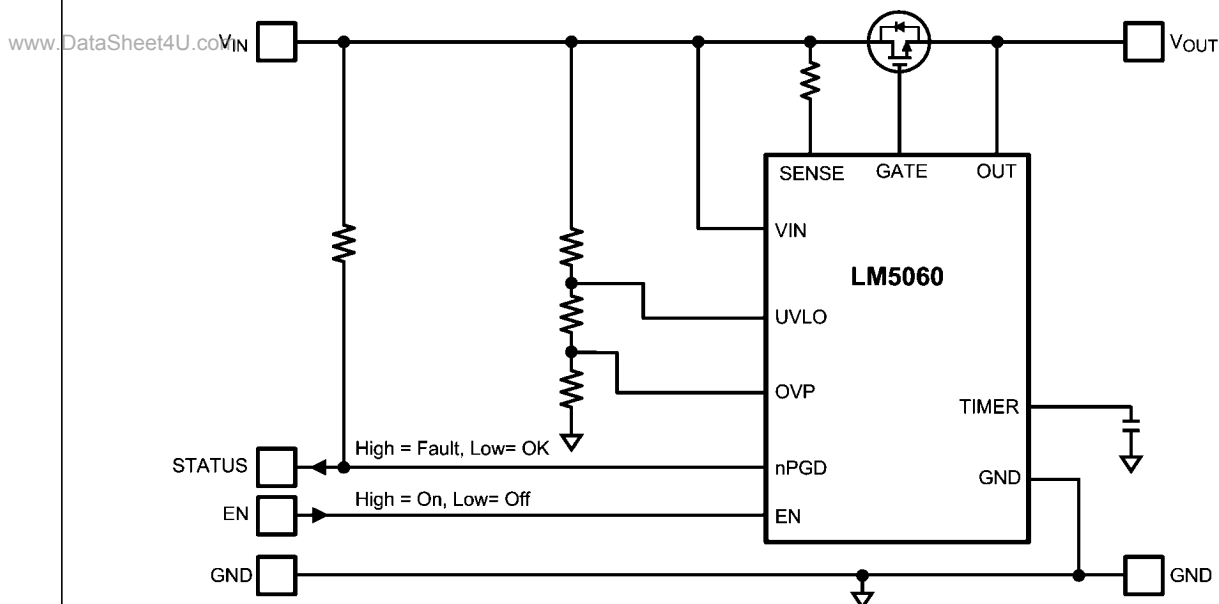 www.DataSheet4U.com
VIN
VOUT
SENSE GATE OUT
VIN
LM5060
UVLO
OVP
TIMER
High = Fault, Low= OK
STATUS
nPGD
GND
High = On, Low= Off
EN
EN
GND
GND